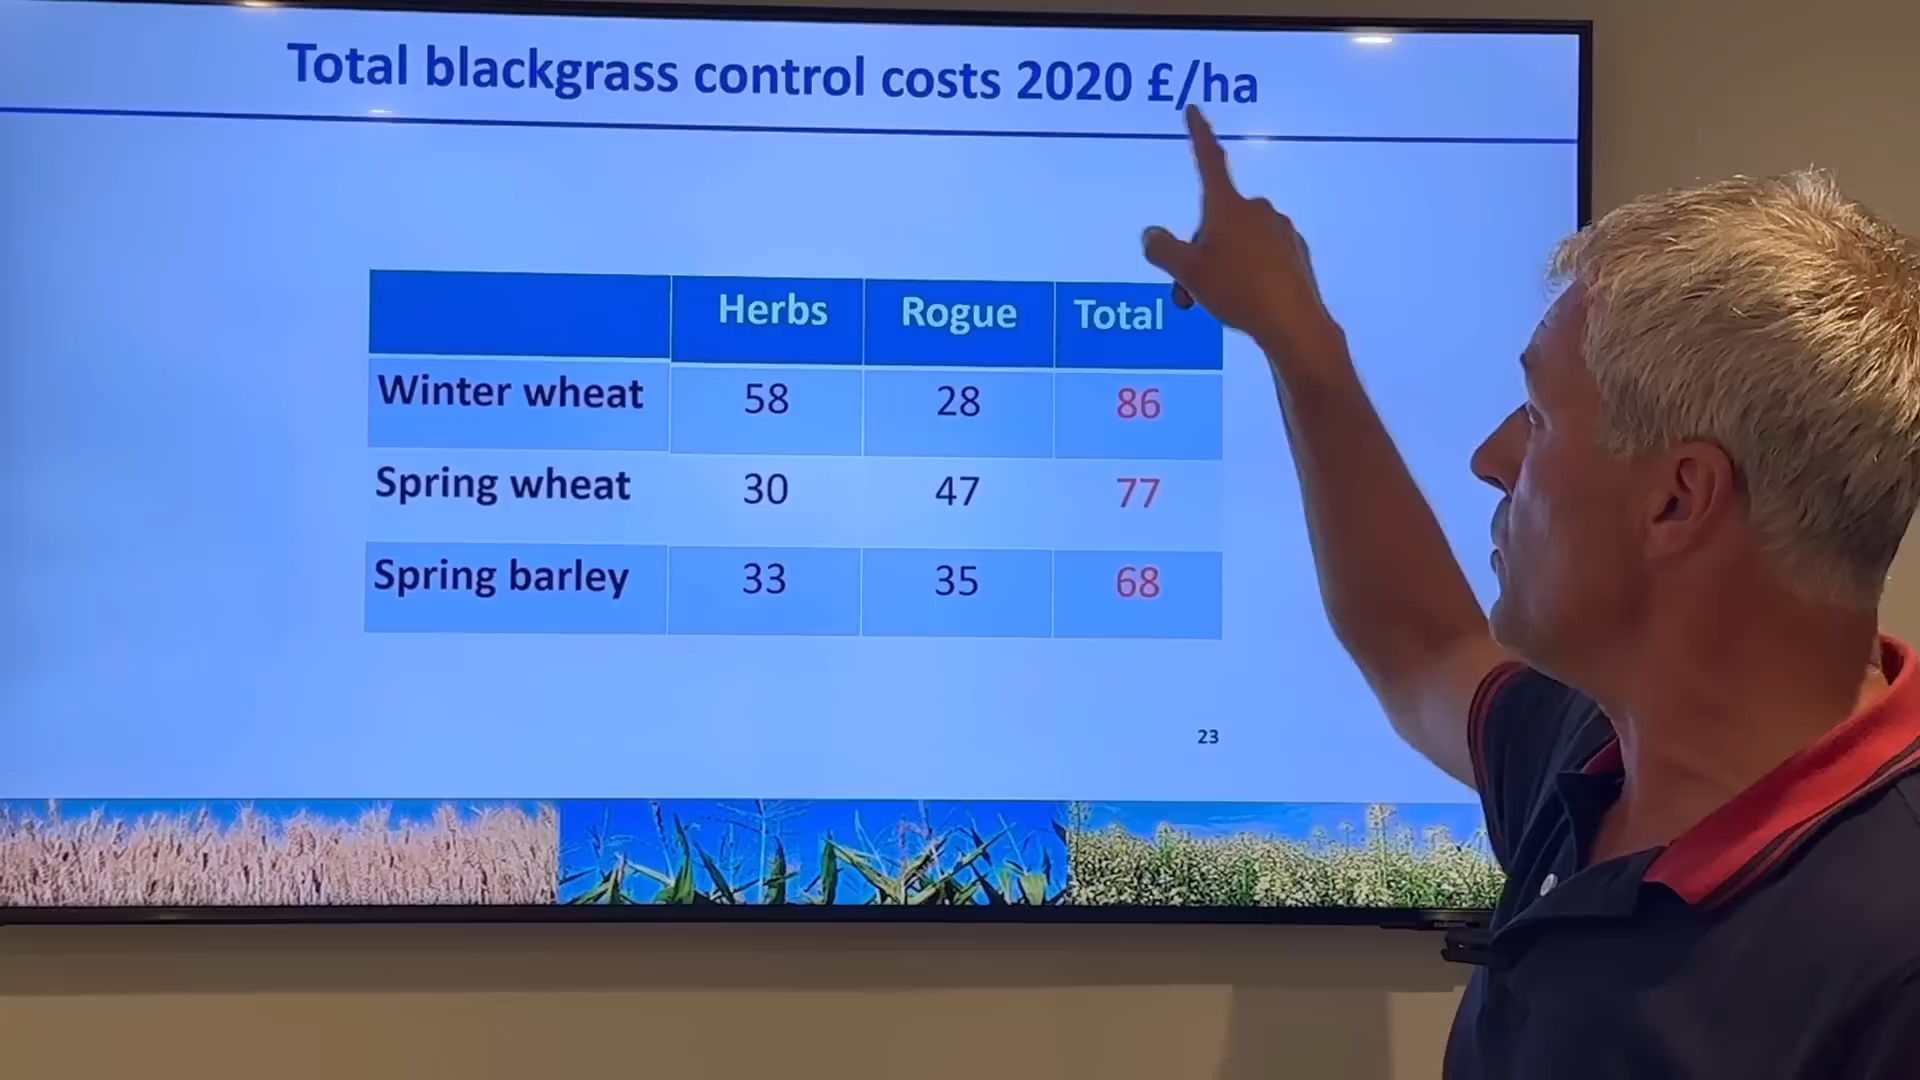 Total blackgrass control costs 2020 £/ha
Herbs Rogue Total
Winter wheat 58 28 86
Spring wheat 30 47 77
Spring barley 33 35 68
23